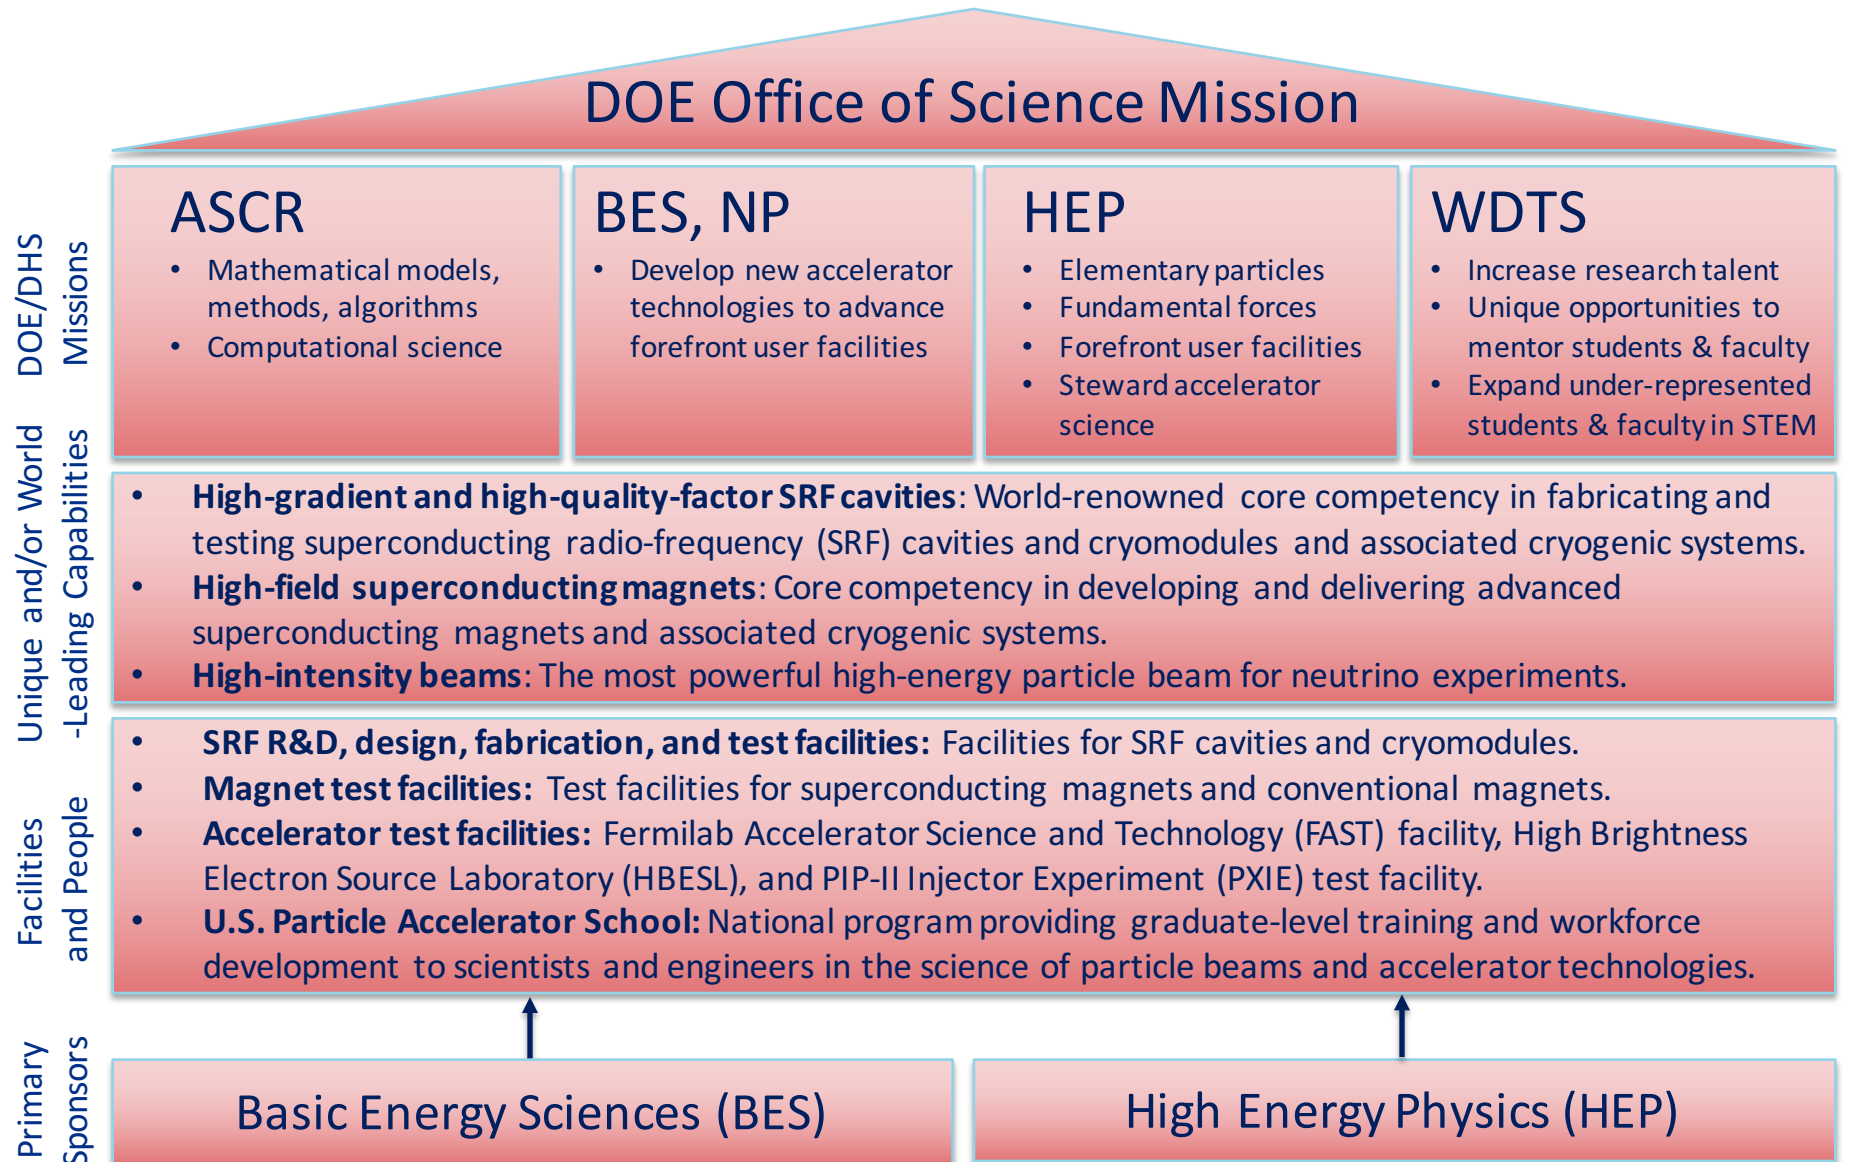 DOE Office of Science Mission
DOE/DHS
Missions
ASCR
• Mathematical models,
methods, algorithms
• Computational science
BES, NP
• Develop new accelerator
technologies to advance
forefront user facilities
HEP
• Elementary particles
• Fundamental forces
• Forefront user facilities
• Steward accelerator
science
WDTS
• Increase research talent
• Unique opportunities to
mentor students & faculty
• Expand under-represented
students & faculty in STEM
Unique and/or World
-Leading Capabilities
• High-gradient and high-quality-factor SRF cavities: World-renowned core competency in fabricating and
testing superconducting radio-frequency (SRF) cavities and cryomodules and associated cryogenic systems.
• High-field superconducting magnets: Core competency in developing and delivering advanced
superconducting magnets and associated cryogenic systems.
• High-intensity beams: The most powerful high-energy particle beam for neutrino experiments.
Facilities
and People
• SRF R&D, design, fabrication, and test facilities: Facilities for SRF cavities and cryomodules.
• Magnet test facilities: Test facilities for superconducting magnets and conventional magnets.
• Accelerator test facilities: Fermilab Accelerator Science and Technology (FAST) facility, High Brightness
Electron Source Laboratory (HBESL), and PIP-II Injector Experiment (PXIE) test facility.
• U.S. Particle Accelerator School: National program providing graduate-level training and workforce
development to scientists and engineers in the science of particle beams and accelerator technologies.
Primary
Sponsors
Basic Energy Sciences (BES)
High Energy Physics (HEP)